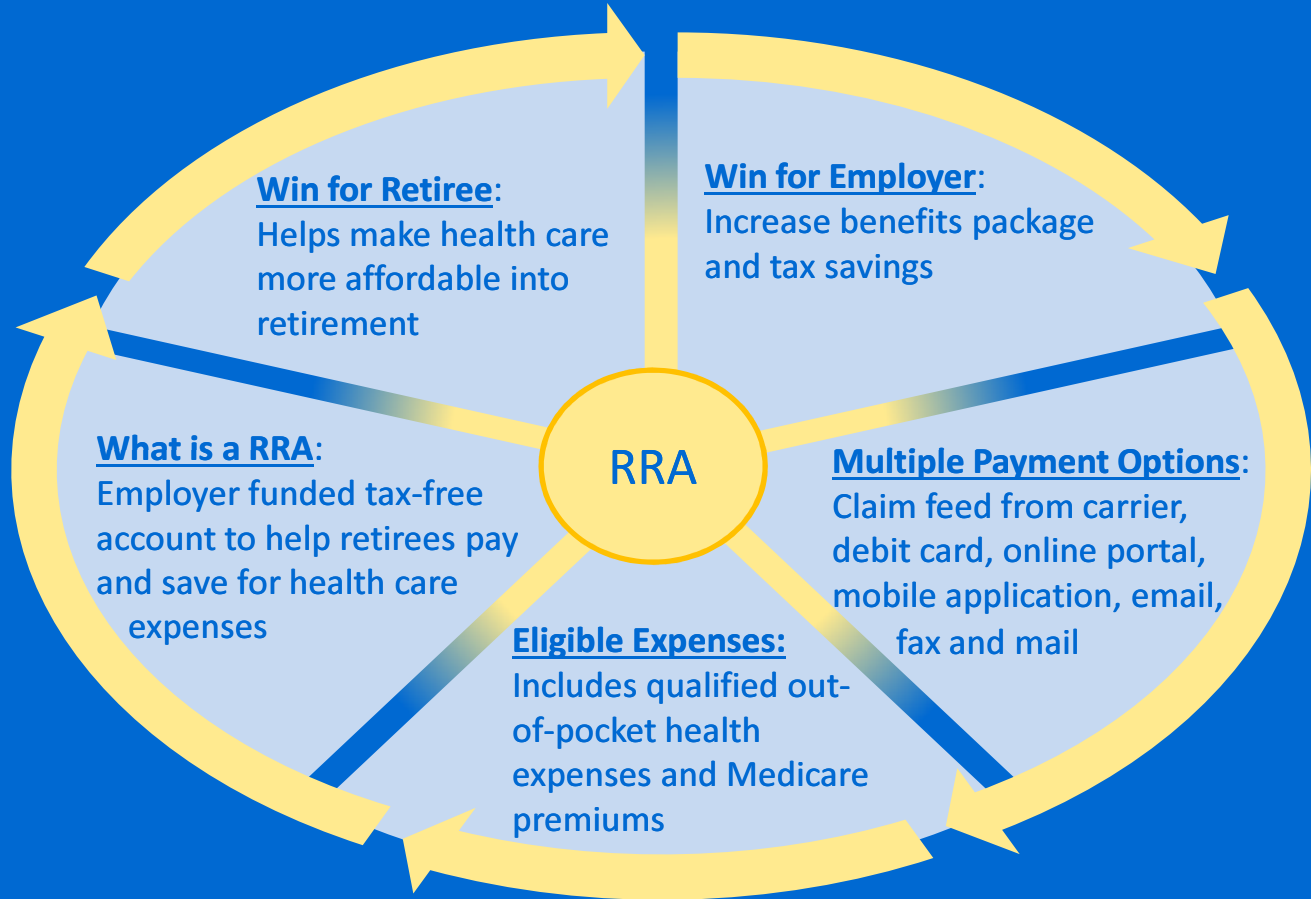 Win for Retiree:
Helps make health care
more affordable into
retirement
Win for Employer:
Increase benefits package
and tax savings
What is a RRA:
Employer funded tax-free
account to help retirees pay
and save for health care
expenses
RRA
Multiple Payment Options:
Claim feed from carrier,
debit card, online portal,
mobile application, email,
fax and mail
Eligible Expenses:
Includes qualified out-
of-pocket health
expenses and Medicare
premiums